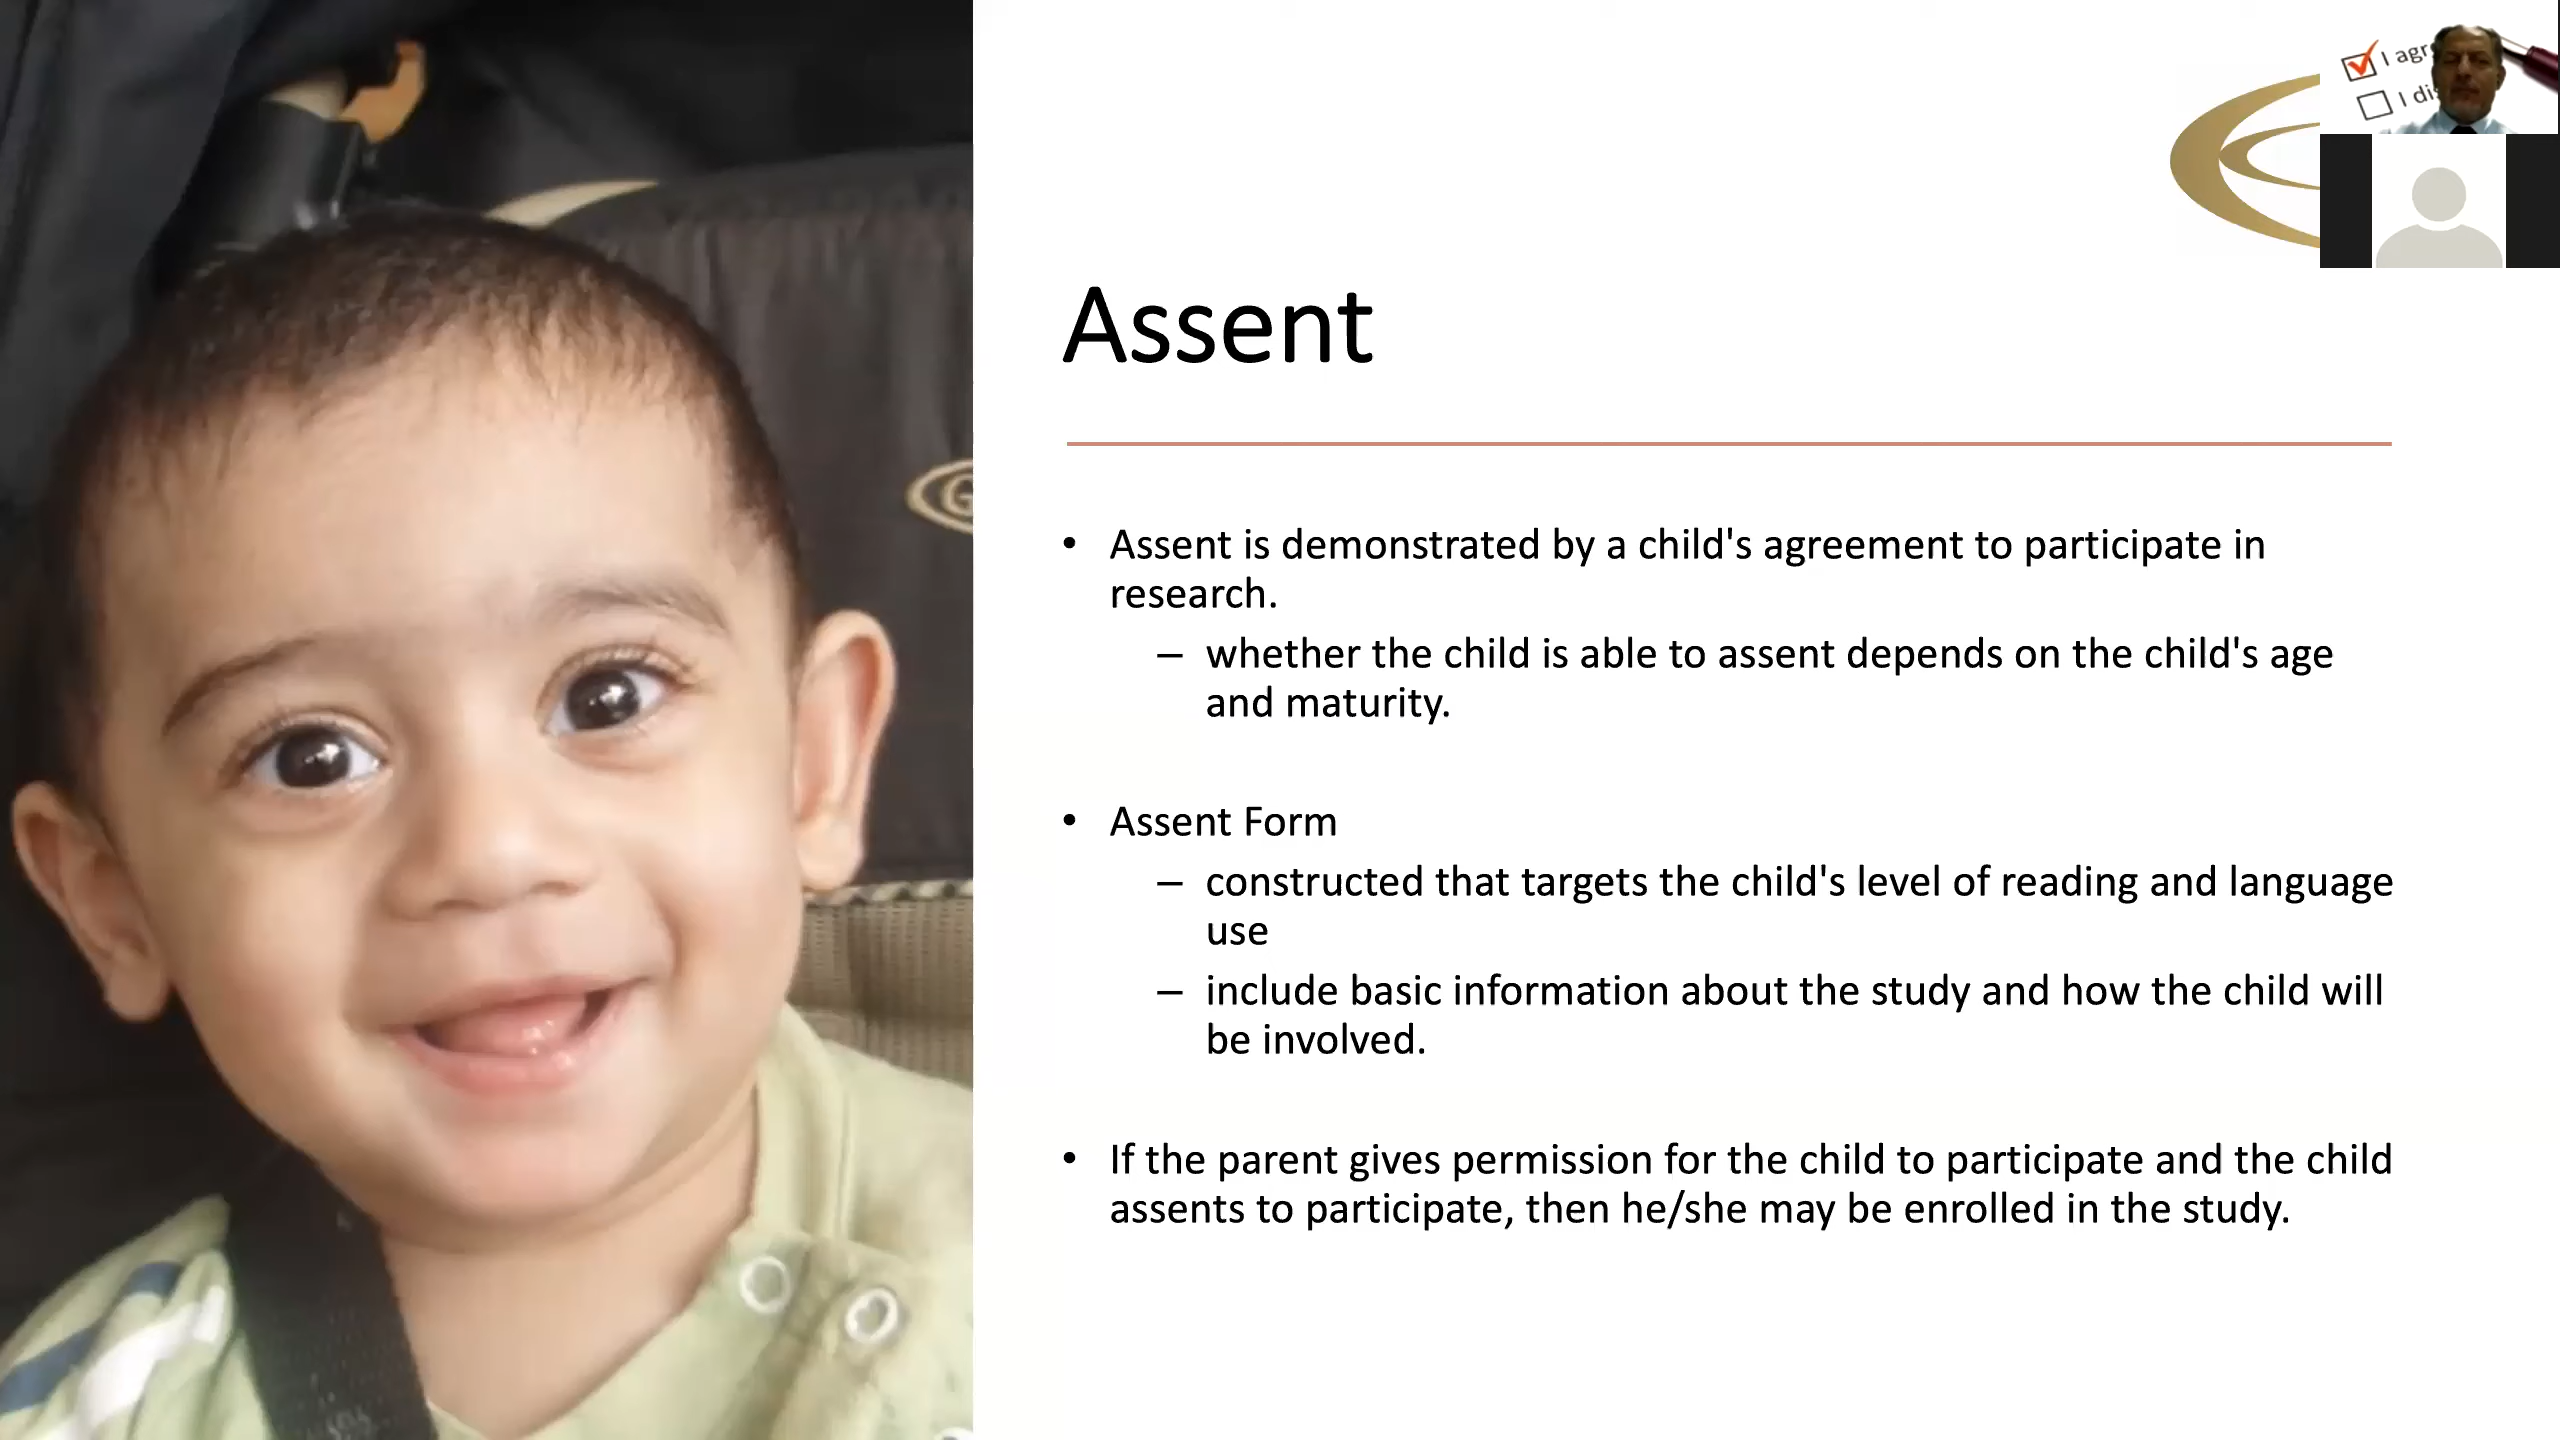 I agr
I di
Assent
• Assent is demonstrated by a child's agreement to participate in
research.
– whether the child is able to assent depends on the child's age
and maturity.
• Assent Form
– constructed that targets the child's level of reading and language
use
– include basic information about the study and how the child will
be involved.
• If the parent gives permission for the child to participate and the child
assents to participate, then he/she may be enrolled in the study.